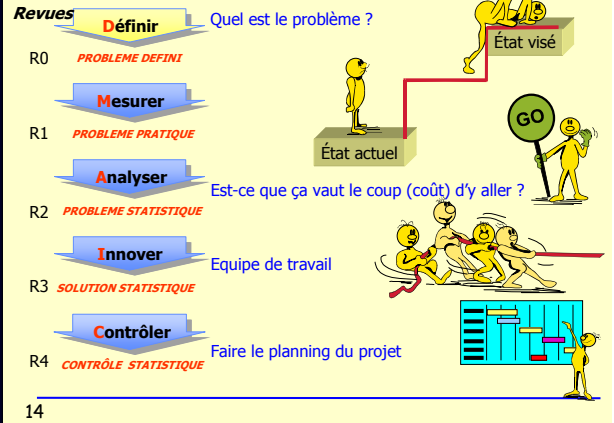 Revues
Définir
Quel est le problème ?
État visé
R0
PROBLEME DEFINI
Mesurer
GO
R1
PROBLEME PRATIQUE
État actuel
Analyser
Est-ce que ça vaut le coup (coût) d'y aller ?
R2
PROBLEME STATISTIQUE
Innover
Equipe de travail
R3
SOLUTION STATISTIQUE
Contrôler
Faire le planning du projet
R4
CONTRÔLE STATISTIQUE
14